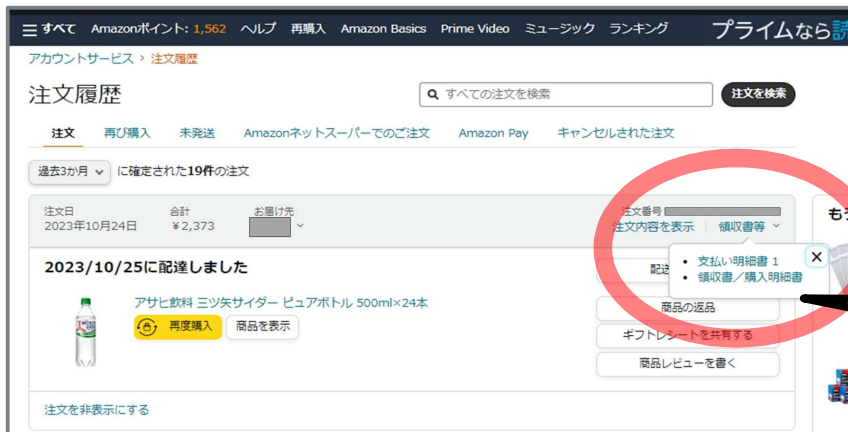 すべて Amazonポイント: 1,562 ヘルプ 再購入 Amazon Basics Prime Video ミュージック ランキング プライムなら読
アカウントサービス › 注文履歴
注文履歴
すべての注文を検索 注文を検索
注文 再び購入 未発送 Amazonネットスーパーでのご注文 Amazon Pay キャンセルされた注文
過去3か月 に確定された19件の注文
注文日 合計 お届け先 注文番号
2023年10月24日 ¥2,373 注文内容を表示 領収書等
もう
2023/10/25に配達しました
配送
支払い明細書 1
領収書/購入明細書
アサヒ飲料 三ツ矢サイダー ピュアボトル 500ml×24本
再度購入 商品を表示
商品の返品
ギフトレシートを共有する
商品レビューを書く
注文を非表示にする